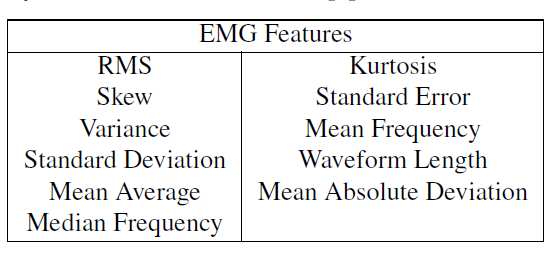 EMG Features
RMS Kurtosis
Skew Standard Error
Variance Mean Frequency
Standard Deviation Waveform Length
Mean Average Mean Absolute Deviation
Median Frequency